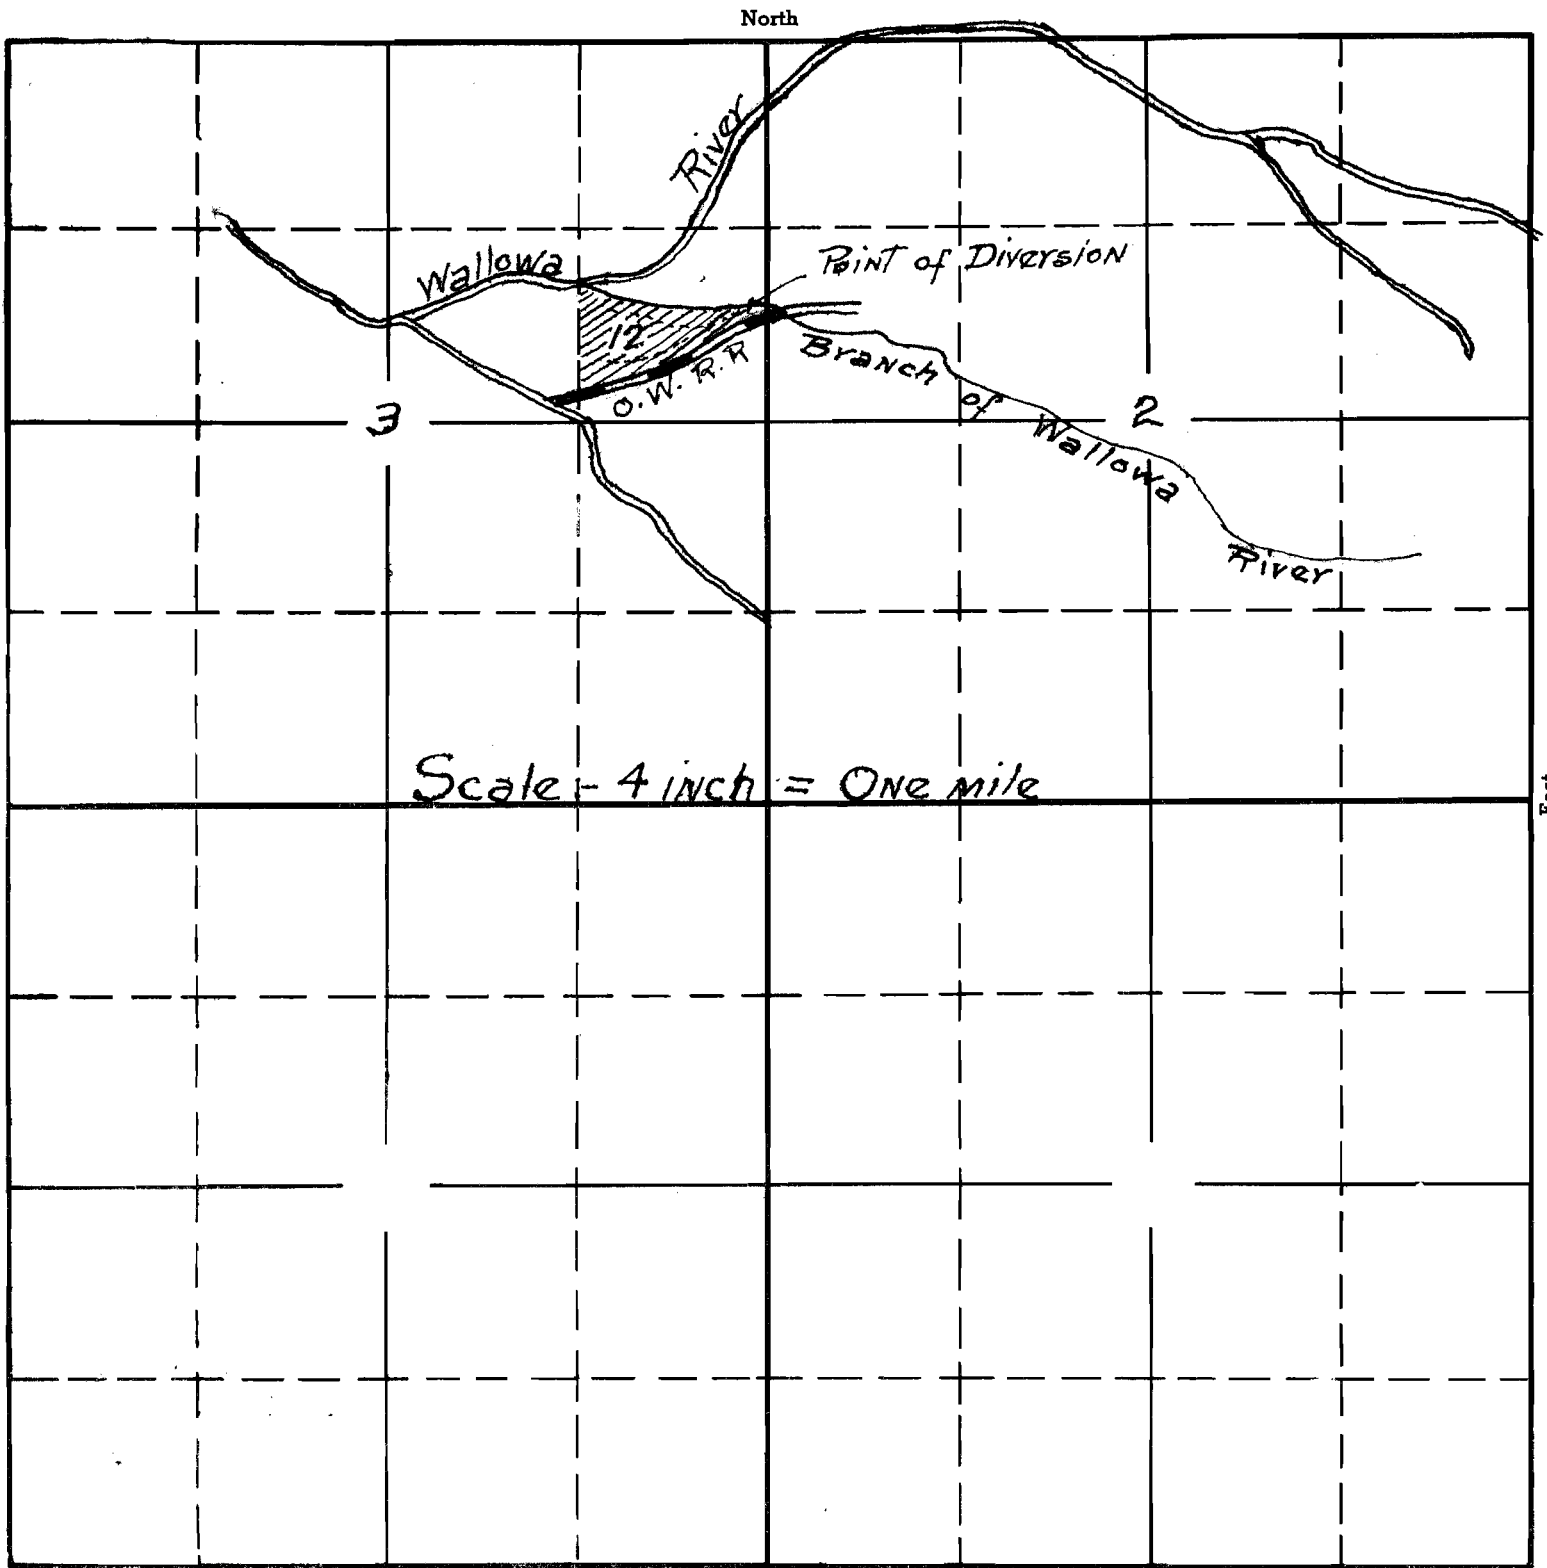 North
River
Wallowa
Point of Diversion
12
O.W.R.R
Branch of Wallowa River
3
2
Scale - 4 inch = One mile
East